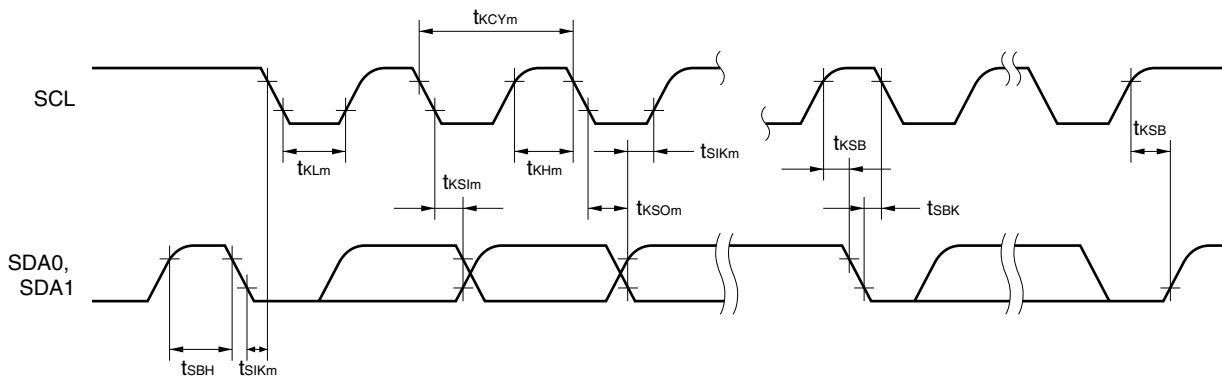 tKCYm
SCL
tKLm
tKHm
tSIKm
tKSB
tKSB
tKSIm
tKSOm
tSBK
SDA0,
SDA1
tSBH
tSIKm